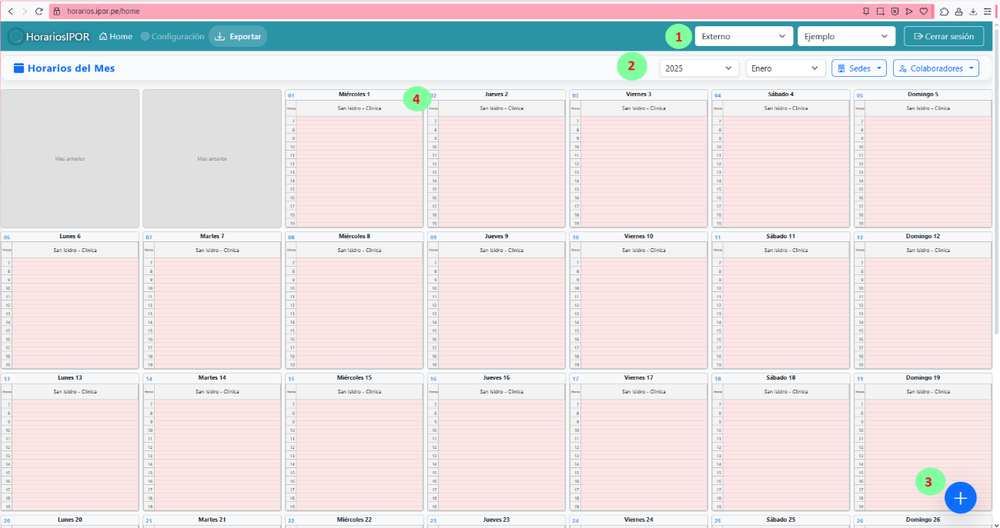 horarios.ipor.pe/home
HorariosIPOR Home Configuración Exportar 1 Externo Ejemplo Cerrar sesión
Horarios del Mes 2 2025 Enero Sedes Colaboradores
01 Miércoles 1 4 02 Jueves 2 03 Viernes 3 04 Sábado 4 05 Domingo 5
Horas San Isidro - Clinica Horas San Isidro - Clinica Horas San Isidro - Clinica Horas San Isidro - Clinica Horas San Isidro - Clinica
7 7 7 7 7
8 8 8 8 8
9 9 9 9 9
10 10 10 10 10
11 11 11 11 11
Mes anterior Mes anterior 12 12 12 12 12
13 13 13 13 13
14 14 14 14 14
15 15 15 15 15
16 16 16 16 16
17 17 17 17 17
18 18 18 18 18
19 19 19 19 19
06 Lunes 6 07 Martes 7 08 Miércoles 8 09 Jueves 9 10 Viernes 10 11 Sábado 11 12 Domingo 12
Horas San Isidro - Clinica Horas San Isidro - Clinica Horas San Isidro - Clinica Horas San Isidro - Clinica Horas San Isidro - Clinica Horas San Isidro - Clinica Horas San Isidro - Clinica
7 7 7 7 7 7 7
8 8 8 8 8 8 8
9 9 9 9 9 9 9
10 10 10 10 10 10 10
11 11 11 11 11 11 11
12 12 12 12 12 12 12
13 13 13 13 13 13 13
14 14 14 14 14 14 14
15 15 15 15 15 15 15
16 16 16 16 16 16 16
17 17 17 17 17 17 17
18 18 18 18 18 18 18
19 19 19 19 19 19 19
13 Lunes 13 14 Martes 14 15 Miércoles 15 16 Jueves 16 17 Viernes 17 18 Sábado 18 19 Domingo 19
Horas San Isidro - Clinica Horas San Isidro - Clinica Horas San Isidro - Clinica Horas San Isidro - Clinica Horas San Isidro - Clinica Horas San Isidro - Clinica Horas San Isidro - Clinica
7 7 7 7 7 7 7
8 8 8 8 8 8 8
9 9 9 9 9 9 9
10 10 10 10 10 10 10
11 11 11 11 11 11 11
12 12 12 12 12 12 12
13 13 13 13 13 13 13
14 14 14 14 14 14 14
15 15 15 15 15 15 15
16 16 16 16 16 16 16 3
17 17 17 17 17 17 17
18 18 18 18 18 18 18
19 19 19 19 19 19 19
20 Lunes 20 21 Martes 21 22 Miércoles 22 23 Jueves 23 24 Viernes 24 25 Sábado 25 26 Domingo 26